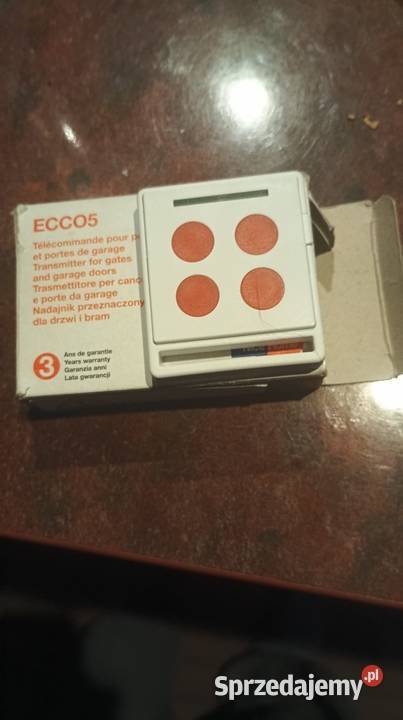 ECCO5
Télécommande pour
et portes de garage
Transmitter for gates
and garage doors
Trasmettitore per
e porte da garage
Nadajnik przeznaczony
dla drzwi i bram
3
Ans de garantie
Years warranty
Garanzia anni
Lata gwarancji
Sprzedajemy.pl